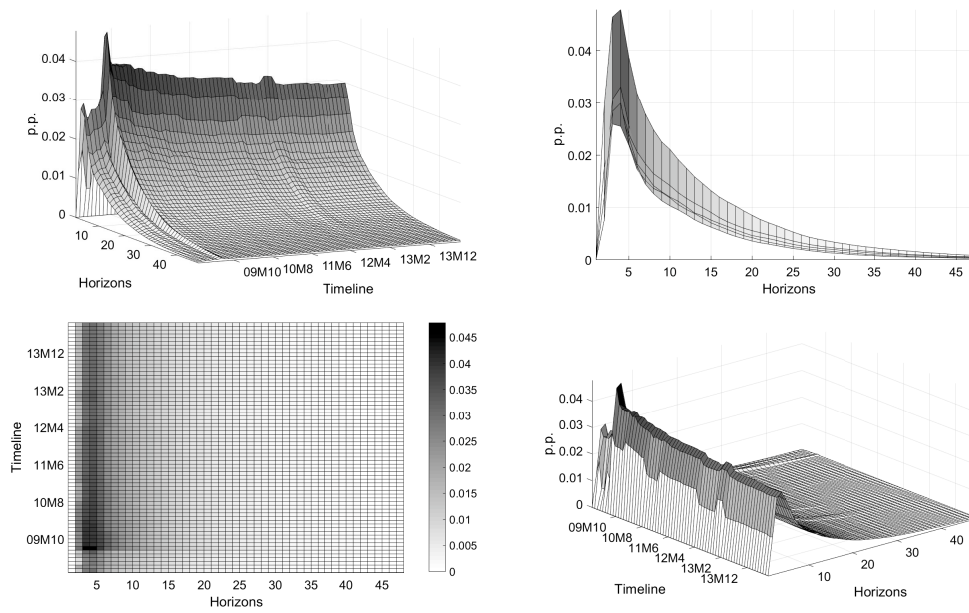 0.04
0.03
0.02
0.01
0
p.p.
10
20
30
40
Horizons
09M10
10M8
11M6
12M4
13M2
13M12
Timeline
0.04
0.03
0.02
0.01
0
p.p.
5
10
15
20
25
30
35
40
45
Horizons
13M12
13M2
12M4
11M6
10M8
09M10
Timeline
5
10
15
20
25
30
35
40
45
Horizons
0.045
0.04
0.035
0.03
0.025
0.02
0.015
0.01
0.005
0
0.04
0.03
0.02
0.01
0
p.p.
09M10
10M8
11M6
12M4
13M2
13M12
Timeline
10
20
30
40
Horizons